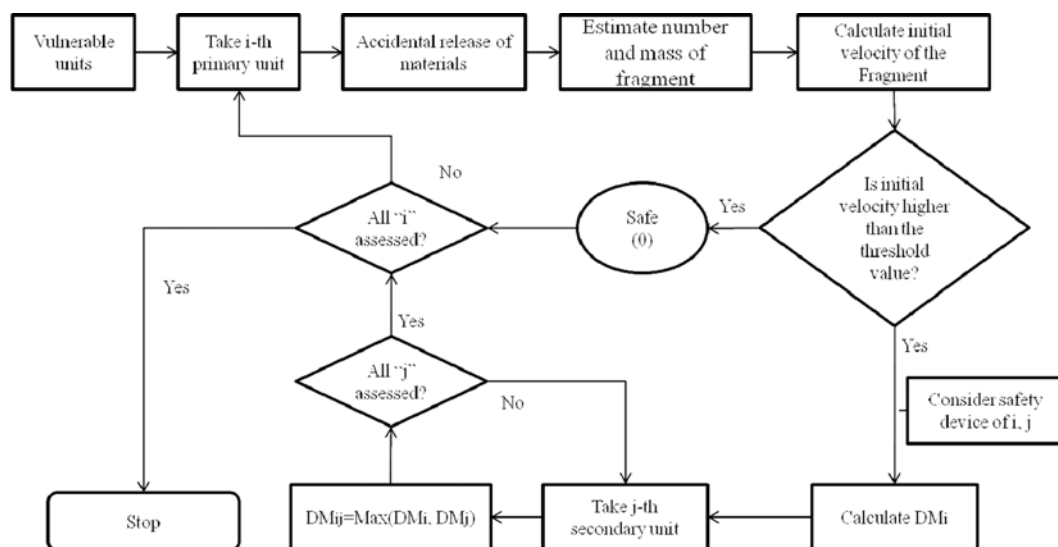 Vulnerable
units
Take i-th
primary unit
Accidental release of
materials
Estimate number
and mass of
fragment
Calculate initial
velocity of the
Fragment
No
All “i”
assessed?
Safe
(0)
Yes
Is initial
velocity higher
than the
threshold
value?
Yes
Yes
Yes
All “j”
assessed?
No
Consider safety
device of i, j
Stop
DMij=Max(DMi, DMj)
Take j-th
secondary unit
Calculate DMi